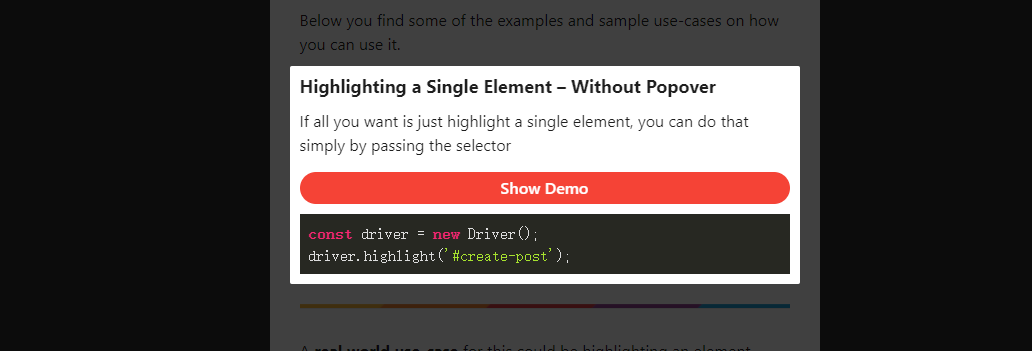 Below you find some of the examples and sample use-cases on how
you can use it.
Highlighting a Single Element – Without Popover
If all you want is just highlight a single element, you can do that
simply by passing the selector
Show Demo
const driver = new Driver();
driver.highlight('#create-post');
A real world use-case for this could be highlighting an element